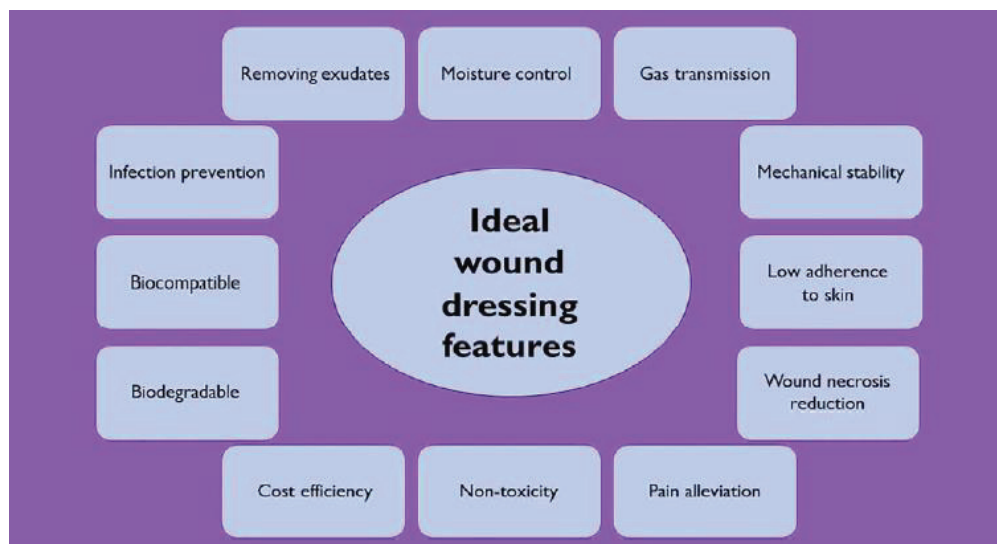 Removing exudates
Moisture control
Gas transmission
Infection prevention
Mechanical stability
Ideal
wound
dressing
features
Biocompatible
Low adherence
to skin
Biodegradable
Wound necrosis
reduction
Cost efficiency
Non-toxicity
Pain alleviation